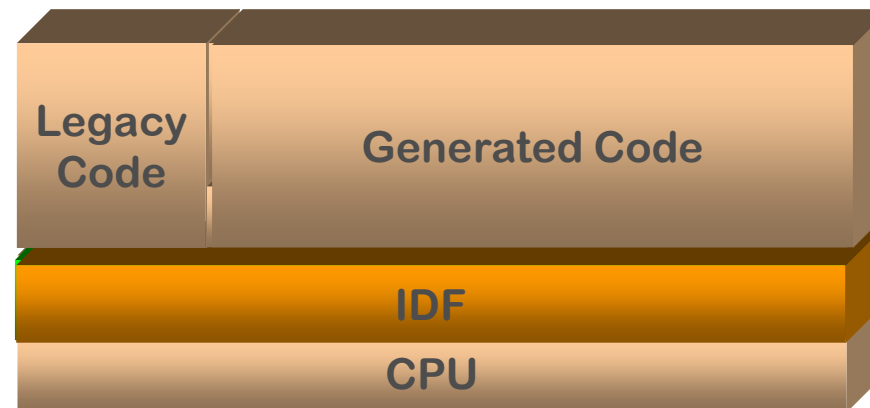 Legacy
Code
Generated Code
IDF
CPU